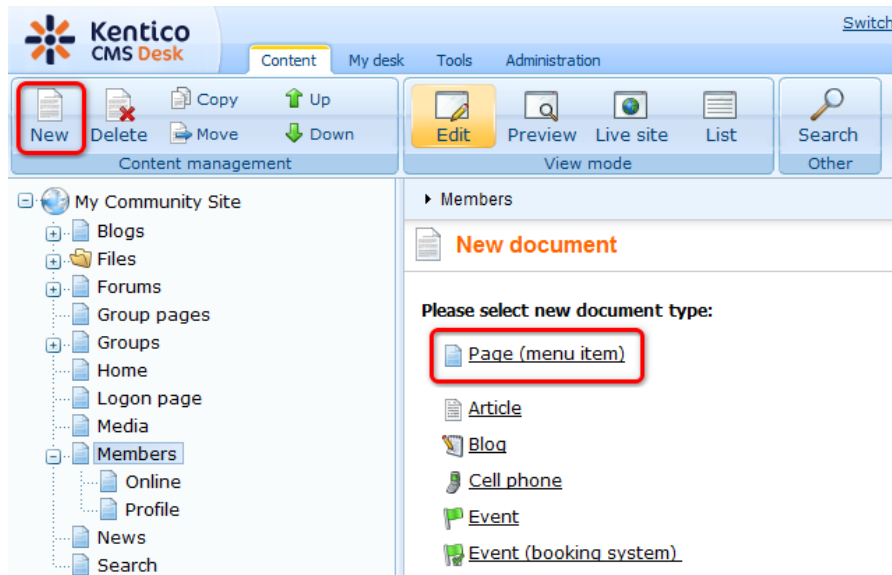 Kentico
CMS Desk
Switch
Content My desk Tools Administration
New Delete Copy Move Up Down
Content management
Edit Preview Live site List
View mode
Search
Other
My Community Site
Blogs
Files
Forums
Group pages
Groups
Home
Logon page
Media
Members
Online
Profile
News
Search
Members
New document
Please select new document type:
Page (menu item)
Article
Blog
Cell phone
Event
Event (booking system)